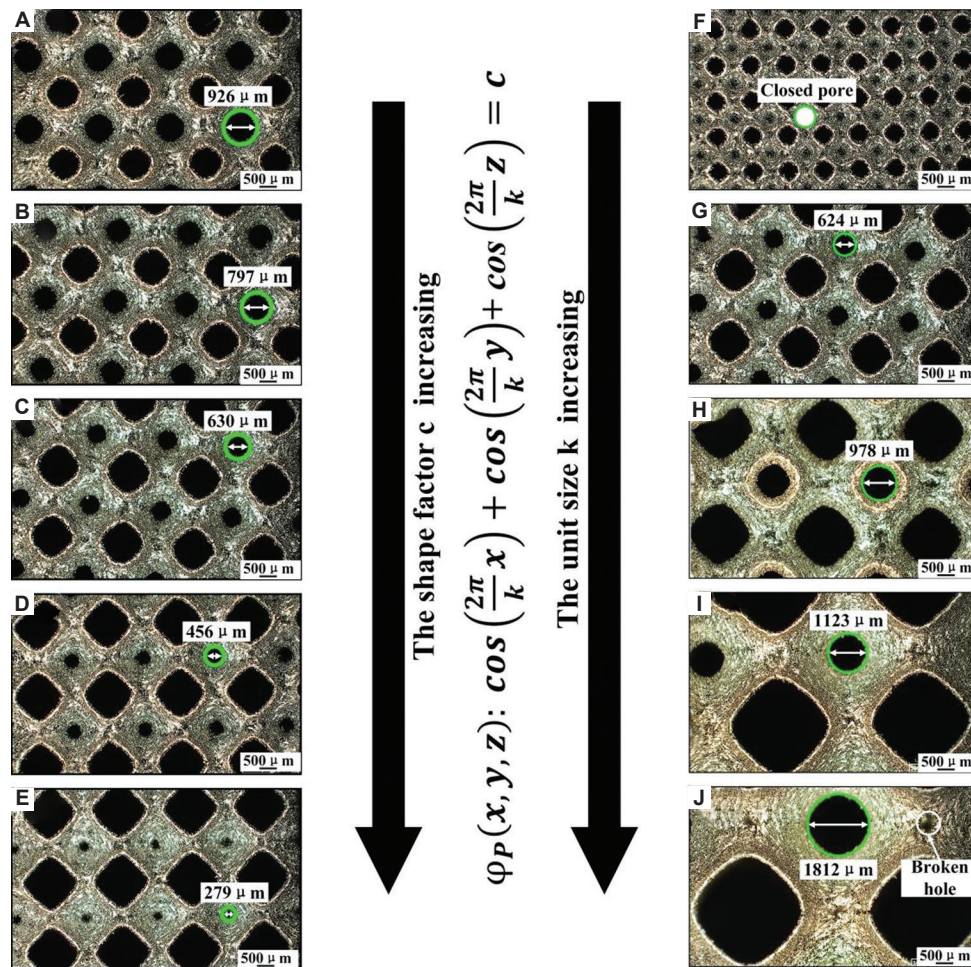 A
926 μ m
500 μ m
B
797 μ m
500 μ m
C
630 μ m
500 μ m
D
456 μ m
500 μ m
E
279 μ m
500 μ m
The shape factor c increasing
φ_P(x, y, z): cos(2π/k x) + cos(2π/k y) + cos(2π/k z) = c
The unit size k increasing
F
Closed pore
500 μ m
G
624 μ m
500 μ m
H
978 μ m
500 μ m
I
1123 μ m
500 μ m
J
1812 μ m
Broken
hole
500 μ m